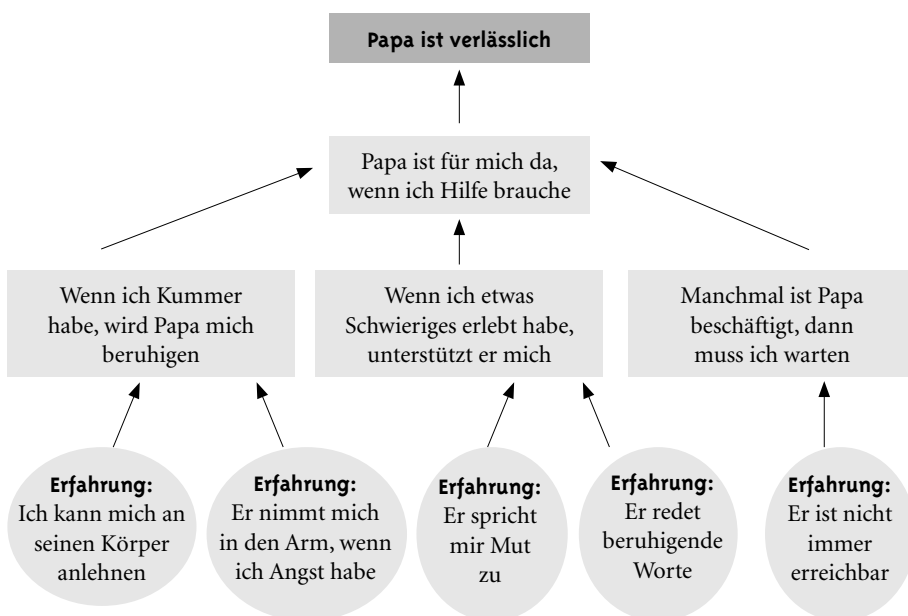 Papa ist verlässlich
Papa ist für mich da,
wenn ich Hilfe brauche
Wenn ich Kummer
habe, wird Papa mich
beruhigen
Wenn ich etwas
Schwieriges erlebt habe,
unterstützt er mich
Manchmal ist Papa
beschäftigt, dann
muss ich warten
Erfahrung:
Ich kann mich an
seinen Körper
anlehnen
Erfahrung:
Er nimmt mich
in den Arm, wenn
ich Angst habe
Erfahrung:
Er spricht
mir Mut
zu
Erfahrung:
Er redet
beruhigende
Worte
Erfahrung:
Er ist nicht
immer
erreichbar